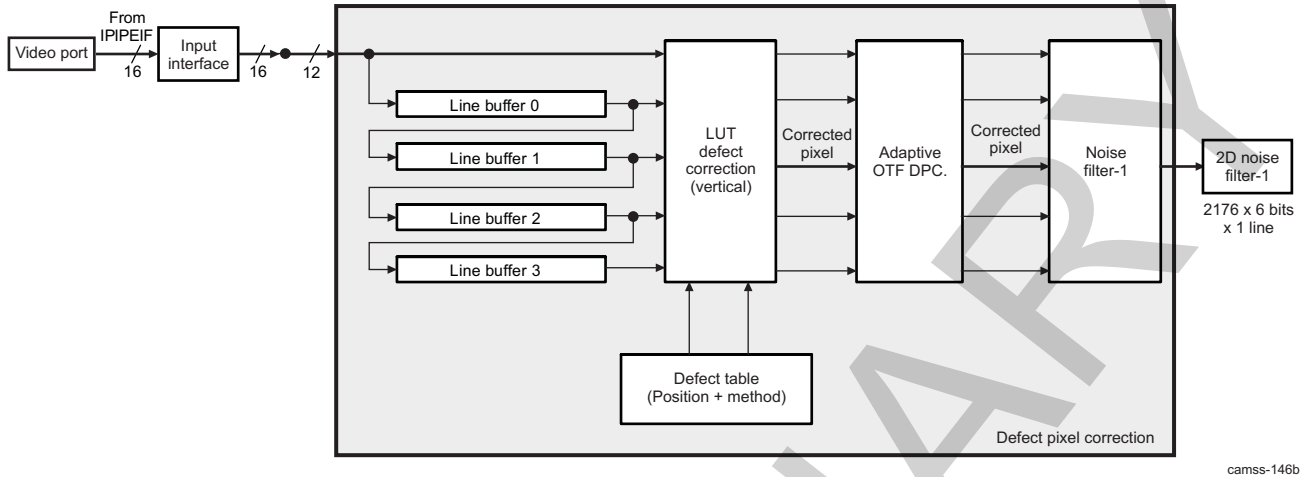 From
IPIPEIF
Video port
16
Input
interface
16
12
Line buffer 0
Line buffer 1
Line buffer 2
Line buffer 3
LUT
defect
correction
(vertical)
Corrected
pixel
Adaptive
OTF DPC.
Corrected
pixel
Noise
filter-1
2D noise
filter-1
2176 x 6 bits
x 1 line
Defect table
(Position + method)
Defect pixel correction
camss-146b